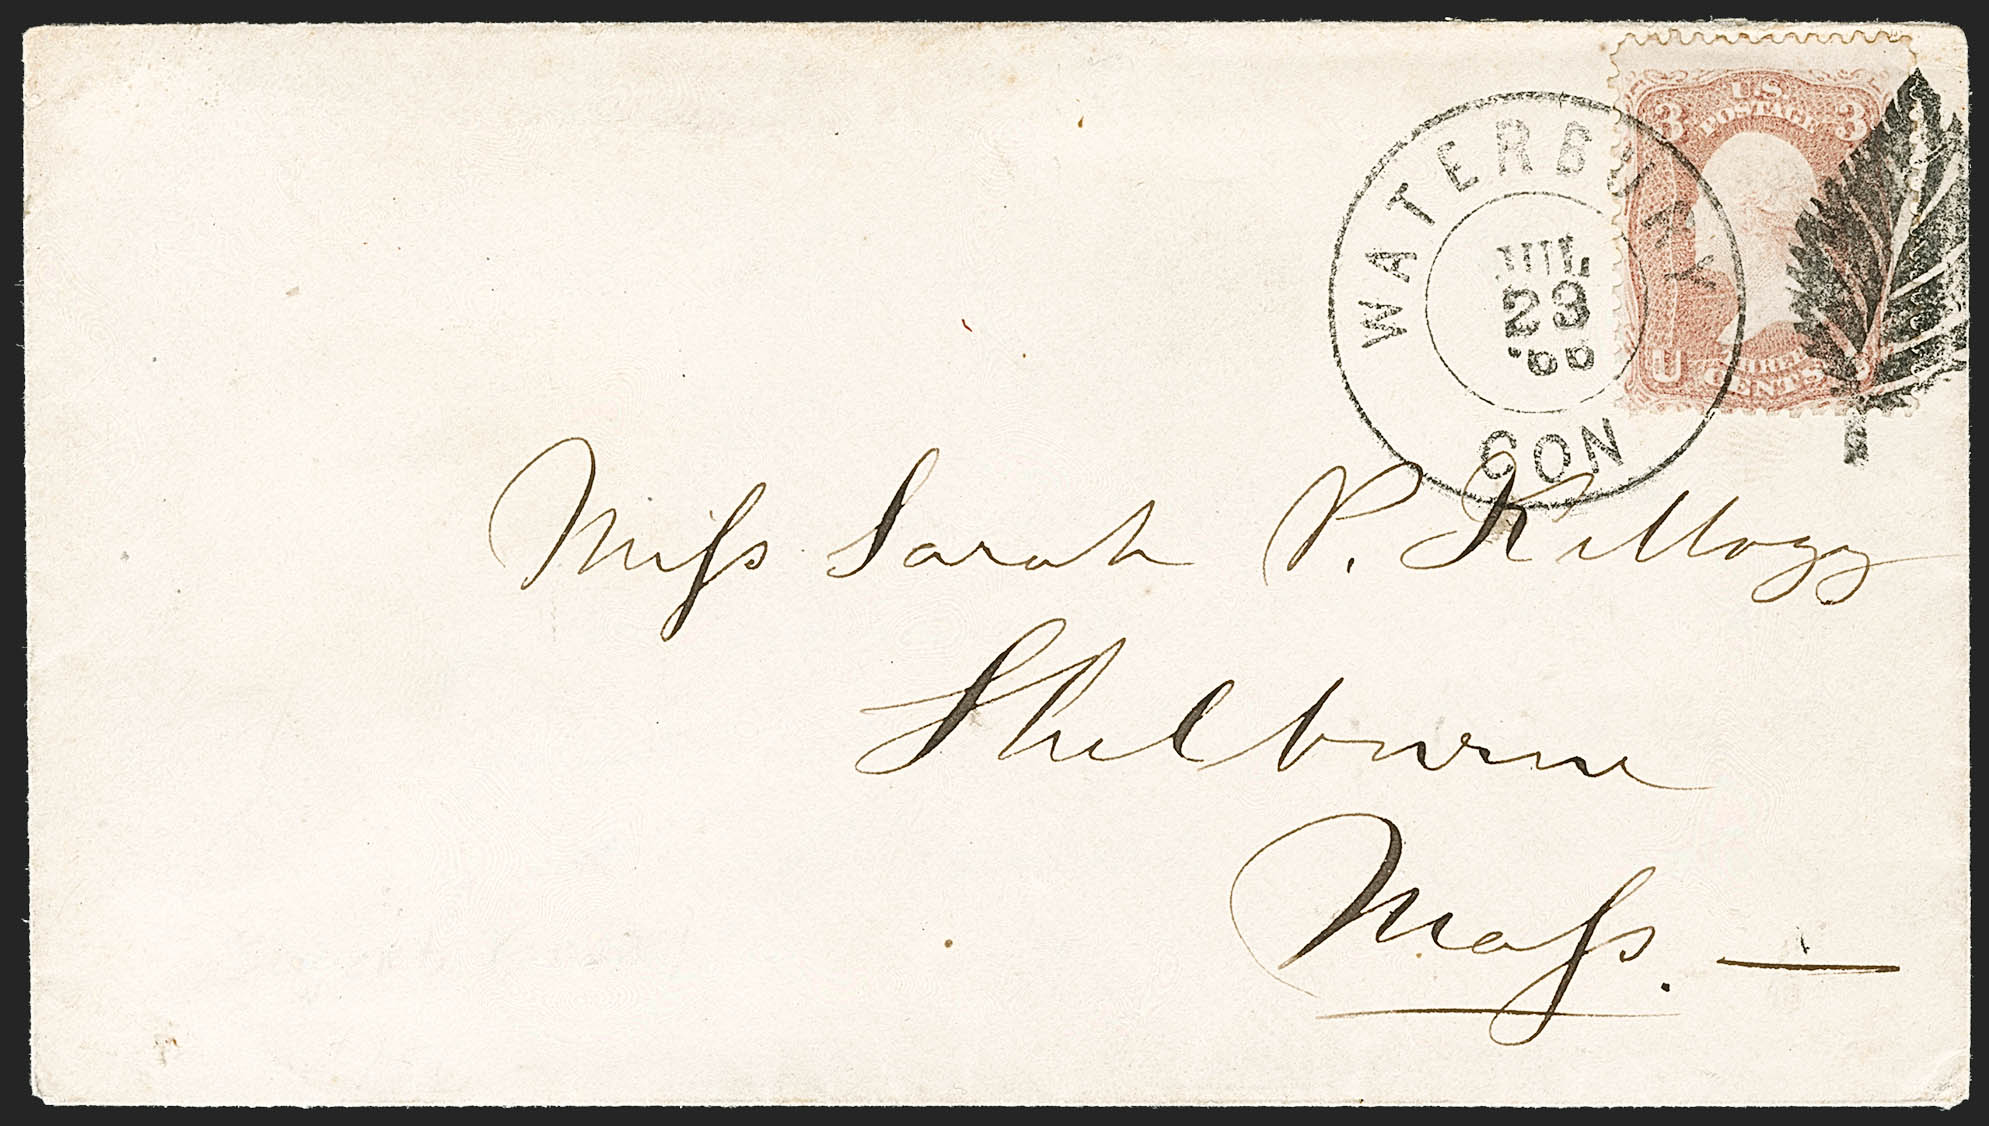 U.S.
POSTAGE
3 3
WATERBURY
JUL
23
'66
CON
U
THREE
CENTS
Miss Sarah P. Kellogg
Shelburne
Mass. —